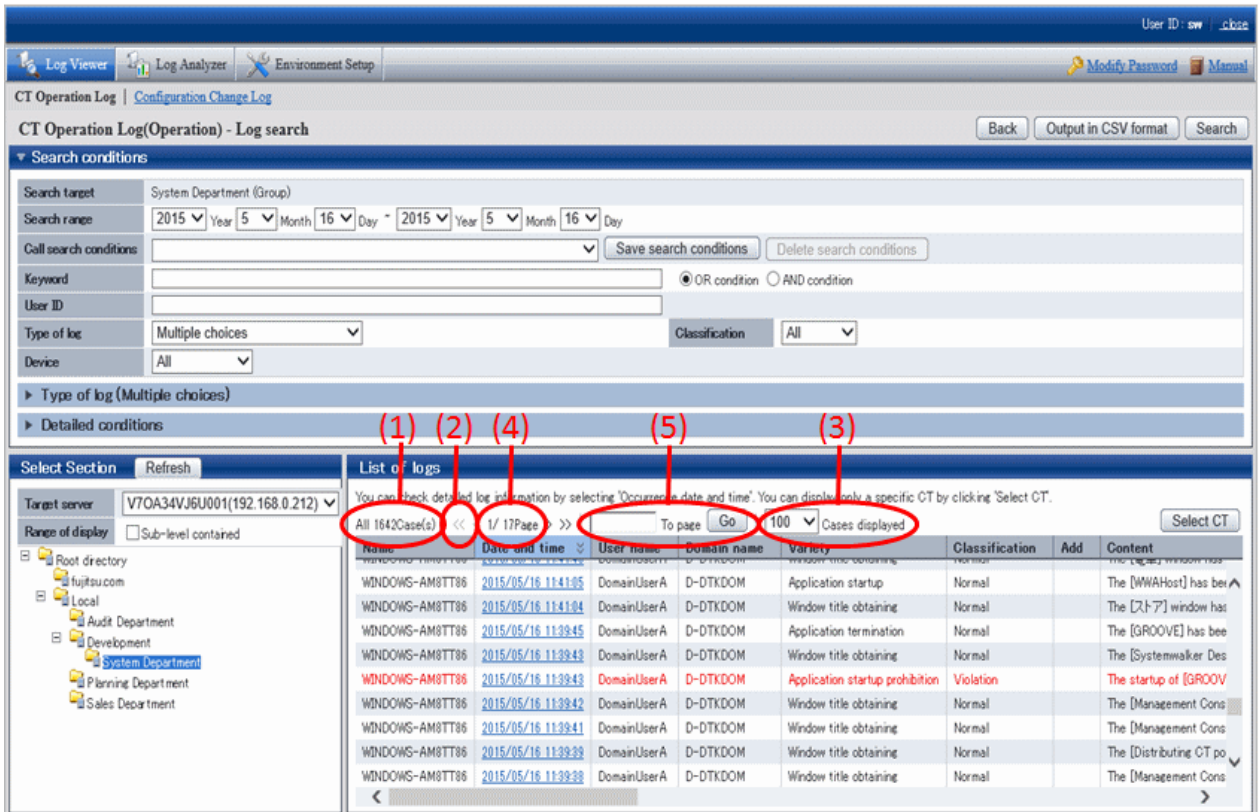 User ID : sw | close
Log Viewer Log Analyzer Environment Setup Modify Password Manual
CT Operation Log | Configuration Change Log
CT Operation Log(Operation) - Log search Back Output in CSV format Search
▼ Search conditions
Search target System Department (Group)
Search range 2015 Year 5 Month 16 Day ~ 2015 Year 5 Month 16 Day
Call search conditions Save search conditions Delete search conditions
Keyword OR condition AND condition
User ID
Type of log Multiple choices Classification All
Device All
▶ Type of log (Multiple choices)
▶ Detailed conditions
(1) (2) (4) (5) (3)
Select Section Refresh
Target server V7OA34VJ6U001(192.168.0.212)
Range of display Sub-level contained
Root directory
fujitsu.com
Local
Audit Department
Development
System Department
Planning Department
Sales Department
List of logs
You can check detailed log information by selecting 'Occurrence date and time'. You can display only a specific CT by clicking 'Select CT'.
All 1642Case(s) << < 1/ 17Page > >> To page Go 100 Cases displayed Select CT
Name Date and time User name Domain name Variety Classification Add Content
WINDOWS-AM8TT86 2015/05/16 11:41:05 DomainUserA D-DTKDOM Application startup Normal The [WWAHost] has bee
WINDOWS-AM8TT86 2015/05/16 11:41:04 DomainUserA D-DTKDOM Window title obtaining Normal The [ストア] window has
WINDOWS-AM8TT86 2015/05/16 11:39:45 DomainUserA D-DTKDOM Application termination Normal The [GROOVE] has bee
WINDOWS-AM8TT86 2015/05/16 11:39:43 DomainUserA D-DTKDOM Window title obtaining Normal The [Systemwalker Des
WINDOWS-AM8TT86 2015/05/16 11:39:43 DomainUserA D-DTKDOM Application startup prohibition Violation The startup of [GROOV
WINDOWS-AM8TT86 2015/05/16 11:39:42 DomainUserA D-DTKDOM Window title obtaining Normal The [Management Cons
WINDOWS-AM8TT86 2015/05/16 11:39:41 DomainUserA D-DTKDOM Window title obtaining Normal The [Management Cons
WINDOWS-AM8TT86 2015/05/16 11:39:39 DomainUserA D-DTKDOM Window title obtaining Normal The [Distributing CT po
WINDOWS-AM8TT86 2015/05/16 11:39:38 DomainUserA D-DTKDOM Window title obtaining Normal The [Management Cons